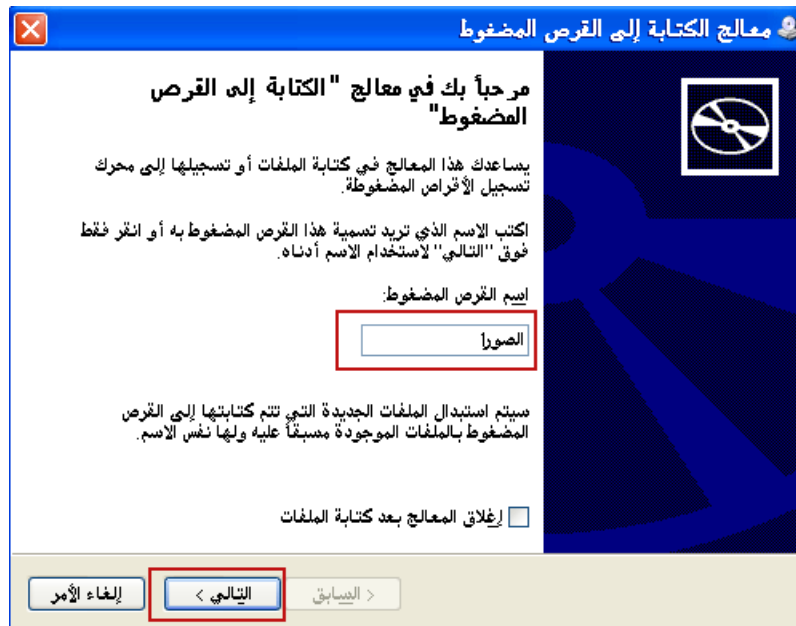 معالج الكتابة إلى القرص المضغوط
مرحباً بك في معالج "الكتابة إلى القرص
المضغوط"
يساعدك هذا المعالج في كتابة الملفات أو تسجيلها إلى محرك
تسجيل الأقراص المضغوطة.
اكتب الاسم الذي تريد تسمية هذا القرص المضغوط به أو انقر فقط
فوق "التالي" لاستخدام الاسم أدناه.
اسم القرص المضغوط:
الصور
سيتم استبدال الملفات الجديدة التي تتم كتابتها إلى القرص
المضغوط بالملفات الموجودة مسبقاً عليه ولها نفس الاسم.
إغلاق المعالج بعد كتابة الملفات
< السابق
التالي >
إلغاء الأمر